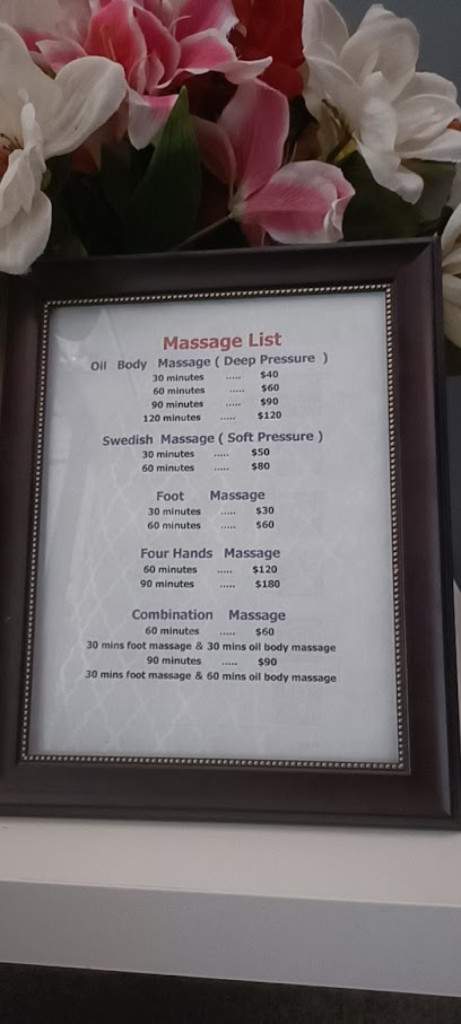 Massage List
Oil Body Massage ( Deep Pressure )
30 minutes ..... $40
60 minutes ..... $60
90 minutes ..... $90
120 minutes ..... $120
Swedish Massage ( Soft Pressure )
30 minutes ..... $50
60 minutes ..... $80
Foot Massage
30 minutes ..... $30
60 minutes ..... $60
Four Hands Massage
60 minutes ..... $120
90 minutes ..... $180
Combination Massage
60 minutes ..... $60
30 mins foot massage & 30 mins oil body massage
90 minutes ..... $90
30 mins foot massage & 60 mins oil body massage